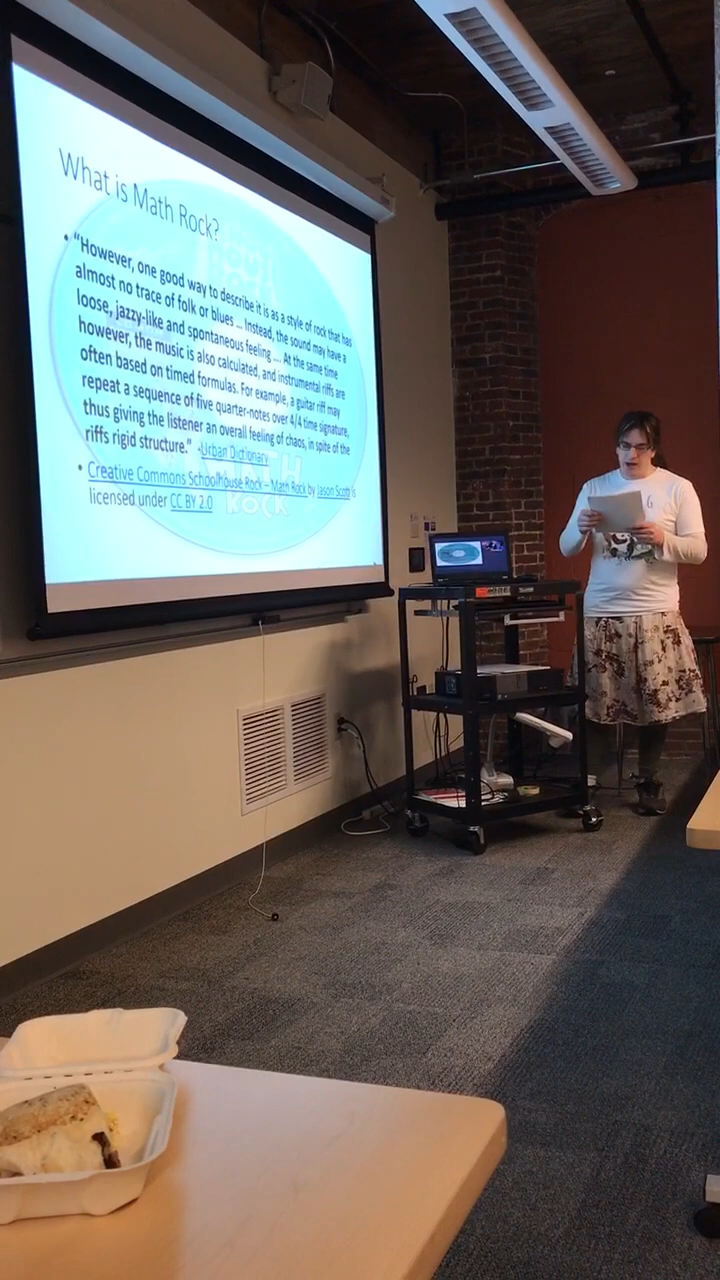 What is Math Rock?
• "However, one good way to describe it is as a style of rock that has
almost no trace of folk or blues ... Instead, the sound may have a
loose, jazzy-like and spontaneous feeling .... At the same time
however, the music is also calculated, and instrumental riffs are
often based on timed formulas. For example, a guitar riff may
repeat a sequence of five quarter-notes over 4/4 time signature,
thus giving the listener an overall feeling of chaos, in spite of the
riffs rigid structure." -Urban Dictionary
• Creative Commons Schoolhouse Rock – Math Rock by Jason Scott is
licensed under CC BY 2.0
MATH
ROCK
G